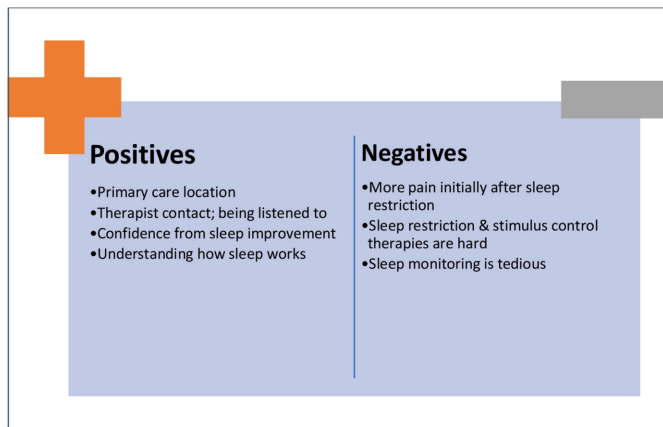 Positives
•Primary care location
•Therapist contact; being listened to
•Confidence from sleep improvement
•Understanding how sleep works
Negatives
•More pain initially after sleep
restriction
•Sleep restriction & stimulus control
therapies are hard
•Sleep monitoring is tedious